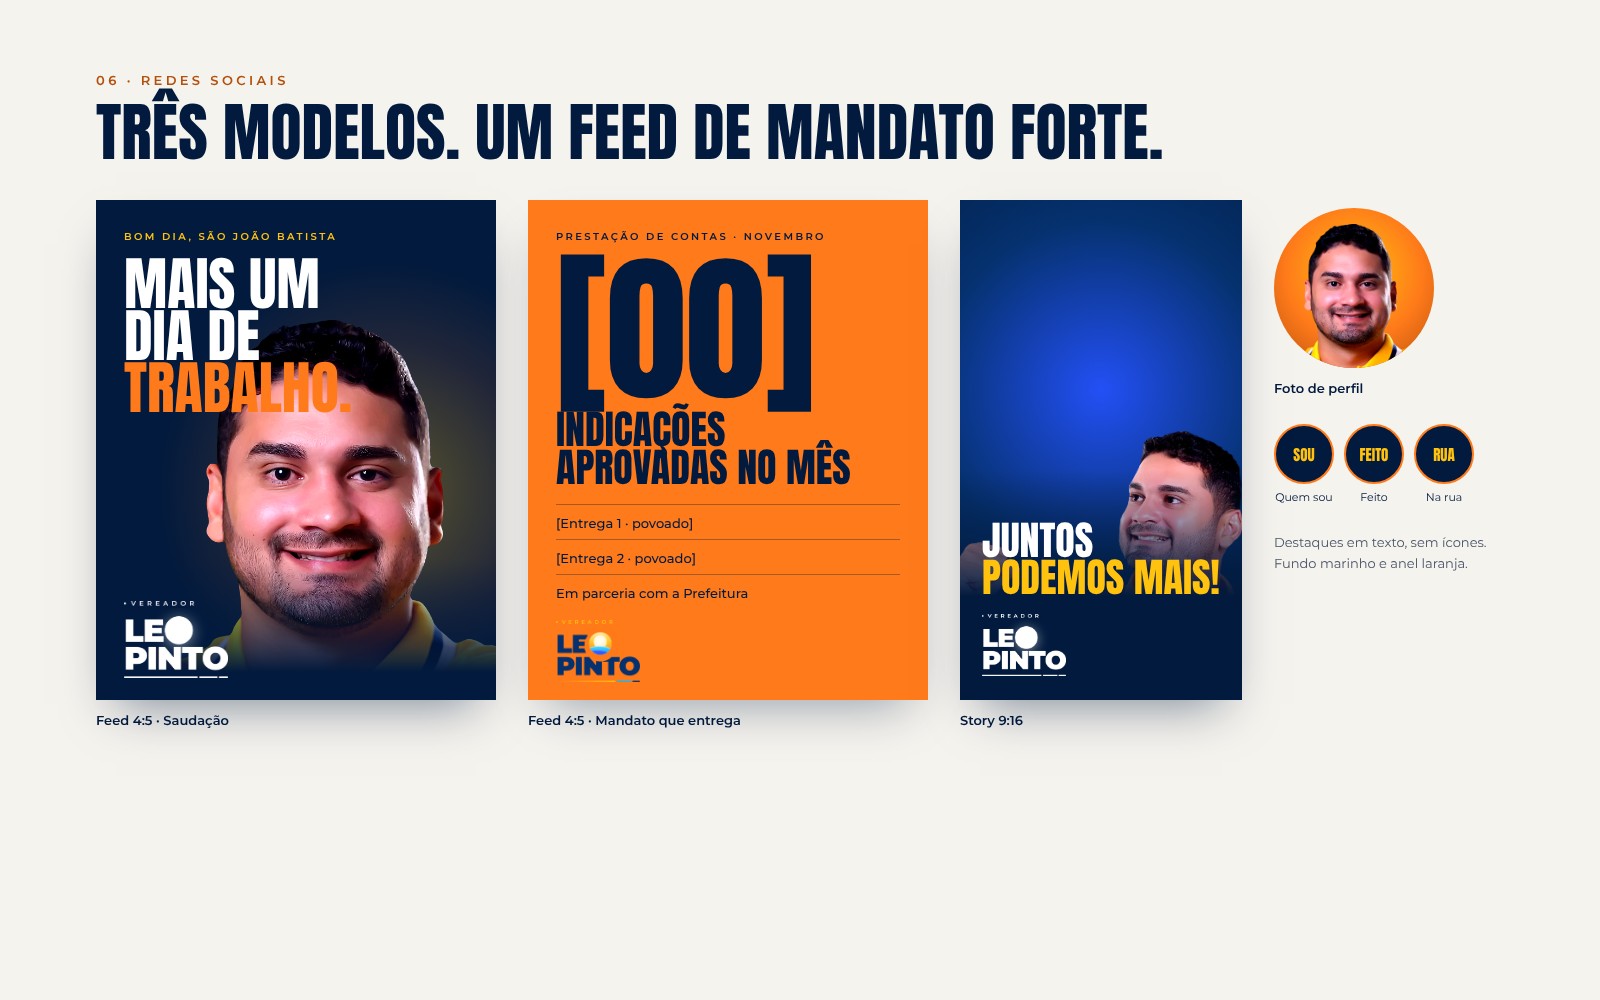 06 · REDES SOCIAIS
TRÊS MODELOS. UM FEED DE MANDATO FORTE.
BOM DIA, SÃO JOÃO BATISTA
MAIS UM
DIA DE
TRABALHO.
• VEREADOR
LEO
PINTO
Feed 4:5 · Saudação
PRESTAÇÃO DE CONTAS · NOVEMBRO
[00]
INDICAÇÕES
APROVADAS NO MÊS
[Entrega 1 · povoado]
[Entrega 2 · povoado]
Em parceria com a Prefeitura
• VEREADOR
LEO
PINTO
Feed 4:5 · Mandato que entrega
JUNTOS
PODEMOS MAIS!
• VEREADOR
LEO
PINTO
Story 9:16
Foto de perfil
SOU
FEITO
RUA
Quem sou
Feito
Na rua
Destaques em texto, sem ícones.
Fundo marinho e anel laranja.